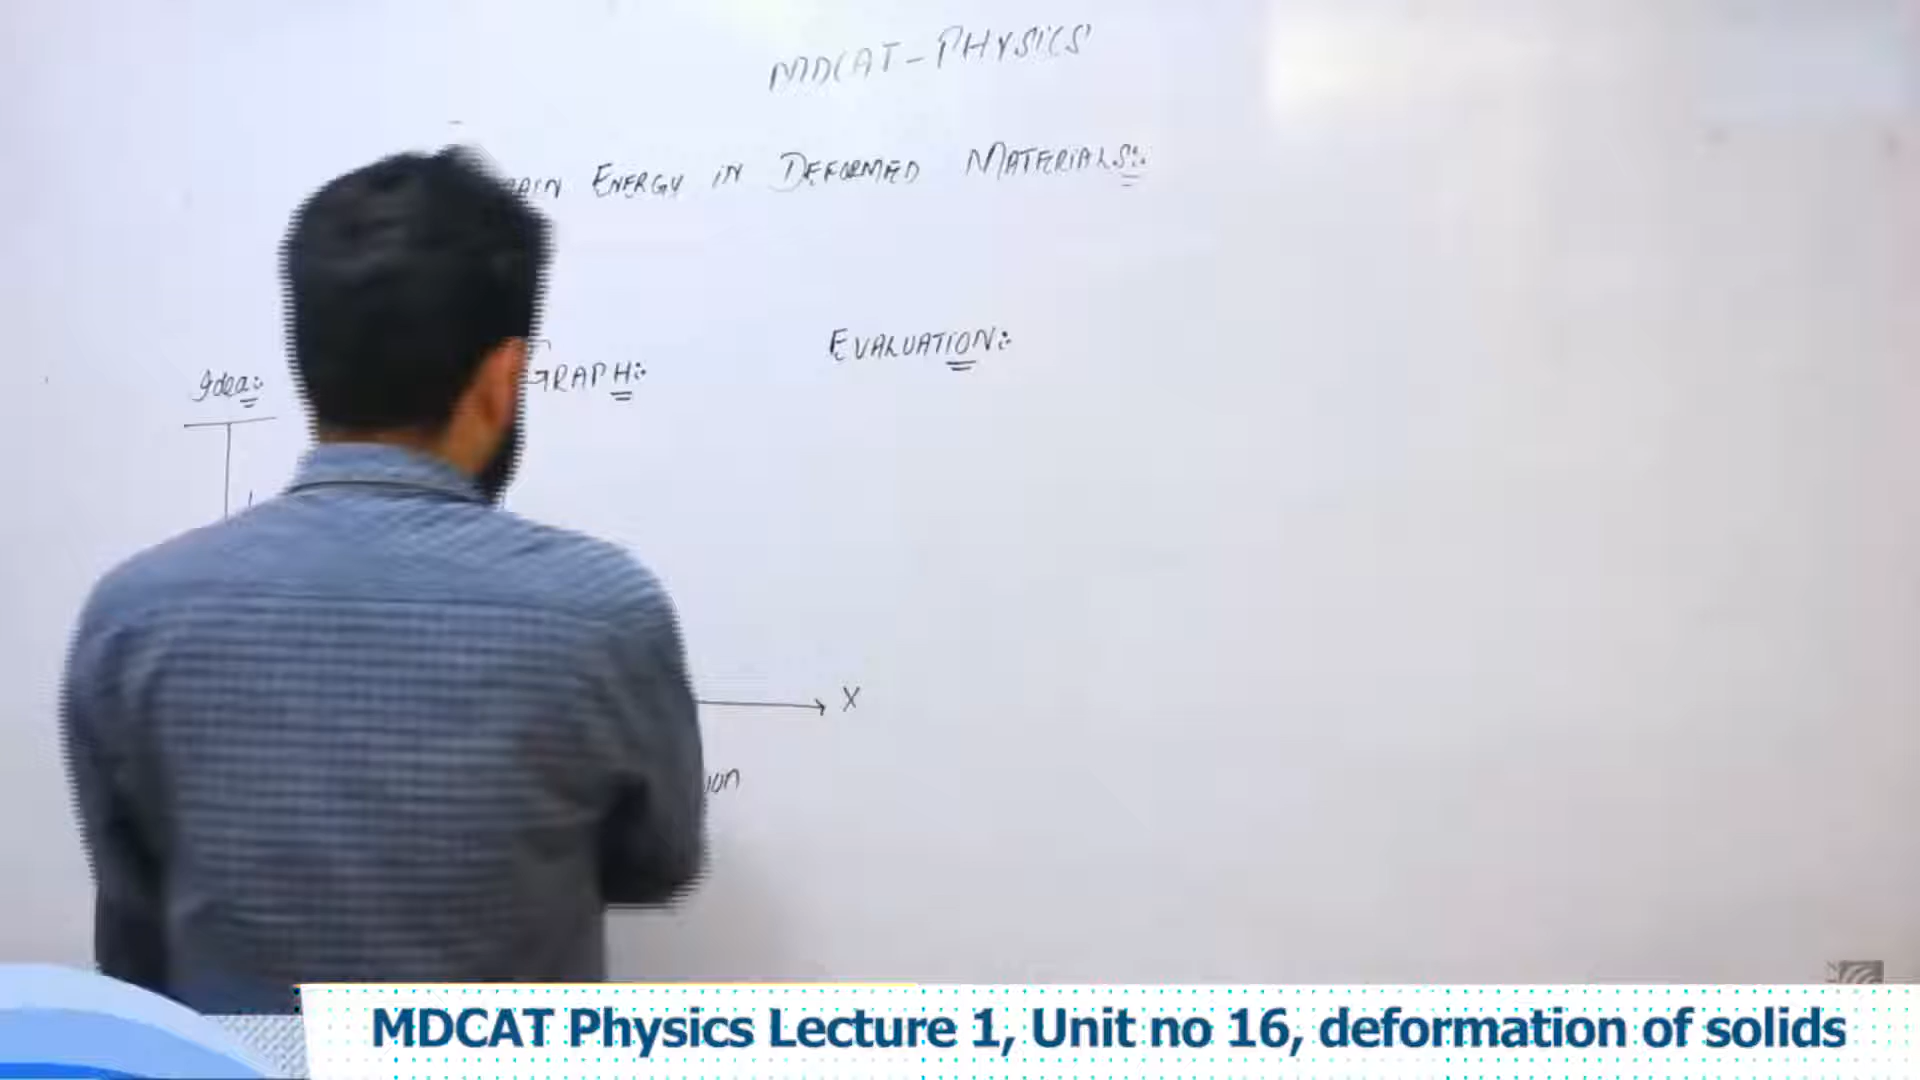 MDCAT-PHYSICS
ENERGY IN DEFORMED MATERIALS:
EVALUATION:
Idea:
GRAPH:
X
MDCAT Physics Lecture 1, Unit no 16, deformation of solids